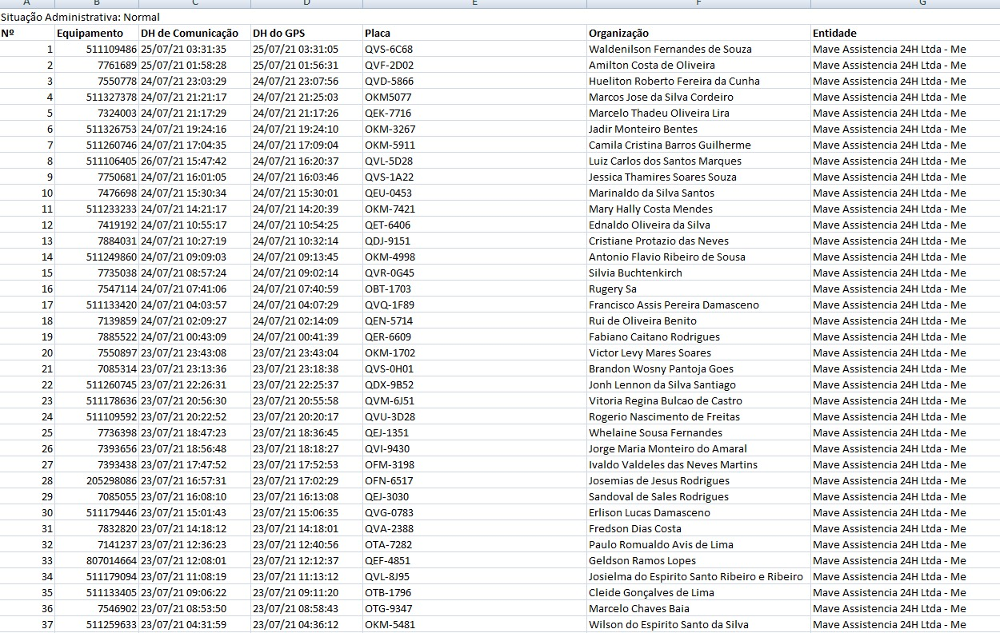 A B C D E F G
Situação Administrativa: Normal
Nº Equipamento DH de Comunicação DH do GPS Placa Organização Entidade
1 511109486 25/07/21 03:31:35 25/07/21 03:31:05 QVS-6C68 Waldenilson Fernandes de Souza Mave Assistencia 24H Ltda - Me
2 7761689 25/07/21 01:58:28 25/07/21 01:56:31 QVF-2D02 Amilton Costa de Oliveira Mave Assistencia 24H Ltda - Me
3 7550778 24/07/21 23:03:29 24/07/21 23:07:56 QVD-5866 Hueliton Roberto Fereira da Cunha Mave Assistencia 24H Ltda - Me
4 511327378 24/07/21 21:21:17 24/07/21 21:25:03 OKM5077 Marcos Jose da Silva Cordeiro Mave Assistencia 24H Ltda - Me
5 7324003 24/07/21 21:17:29 24/07/21 21:17:26 QEK-7716 Marcelo Thadeu Oliveira Lira Mave Assistencia 24H Ltda - Me
6 511326753 24/07/21 19:24:16 24/07/21 19:24:10 OKM-3267 Jadir Monteiro Bentes Mave Assistencia 24H Ltda - Me
7 511260746 24/07/21 17:04:35 24/07/21 17:09:04 OKM-5911 Camila Cristina Barros Guilherme Mave Assistencia 24H Ltda - Me
8 511106405 26/07/21 15:47:42 24/07/21 16:20:37 QVL-5D28 Luiz Carlos dos Santos Marques Mave Assistencia 24H Ltda - Me
9 7750681 24/07/21 16:01:05 24/07/21 16:03:46 QVS-1A22 Jessica Thamires Soares Souza Mave Assistencia 24H Ltda - Me
10 7476698 24/07/21 15:30:34 24/07/21 15:30:01 QEU-0453 Marinaldo da Silva Santos Mave Assistencia 24H Ltda - Me
11 511233233 24/07/21 14:21:17 24/07/21 14:20:39 OKM-7421 Mary Hally Costa Mendes Mave Assistencia 24H Ltda - Me
12 7419192 24/07/21 10:55:17 24/07/21 10:54:25 QET-6406 Ednaldo Oliveira da Silva Mave Assistencia 24H Ltda - Me
13 7884031 24/07/21 10:27:19 24/07/21 10:32:14 QDJ-9151 Cristiane Protazio das Neves Mave Assistencia 24H Ltda - Me
14 511249860 24/07/21 09:09:03 24/07/21 09:13:45 OKM-4998 Antonio Flavio Ribeiro de Sousa Mave Assistencia 24H Ltda - Me
15 7735038 24/07/21 08:57:24 24/07/21 09:02:14 QVR-0G45 Silvia Buchtenkirch Mave Assistencia 24H Ltda - Me
16 7547114 24/07/21 07:41:06 24/07/21 07:40:59 OBT-1703 Rugery Sa Mave Assistencia 24H Ltda - Me
17 511133420 24/07/21 04:03:57 24/07/21 04:07:29 QVQ-1F89 Francisco Assis Pereira Damasceno Mave Assistencia 24H Ltda - Me
18 7139859 24/07/21 02:09:27 24/07/21 02:14:09 QEN-5714 Rui de Oliveira Benito Mave Assistencia 24H Ltda - Me
19 7885522 24/07/21 00:43:09 24/07/21 00:41:39 QER-6609 Fabiano Caitano Rodrigues Mave Assistencia 24H Ltda - Me
20 7550897 23/07/21 23:43:08 23/07/21 23:43:04 OKM-1702 Victor Levy Mares Soares Mave Assistencia 24H Ltda - Me
21 7085314 23/07/21 23:13:36 23/07/21 23:18:38 QVS-0H01 Brandon Wosny Pantoja Goes Mave Assistencia 24H Ltda - Me
22 511260745 23/07/21 22:26:31 23/07/21 22:25:37 QDX-9B52 Jonh Lennon da Silva Santiago Mave Assistencia 24H Ltda - Me
23 511178636 23/07/21 20:56:30 23/07/21 20:55:58 QVM-6J51 Vitoria Regina Bulcao de Castro Mave Assistencia 24H Ltda - Me
24 511109592 23/07/21 20:22:52 23/07/21 20:20:17 QVU-3D28 Rogerio Nascimento de Freitas Mave Assistencia 24H Ltda - Me
25 7736398 23/07/21 18:47:23 23/07/21 18:36:45 QEJ-1351 Whelaine Sousa Fernandes Mave Assistencia 24H Ltda - Me
26 7393656 23/07/21 18:56:48 23/07/21 18:18:27 QVI-9430 Jorge Maria Monteiro do Amaral Mave Assistencia 24H Ltda - Me
27 7393438 23/07/21 17:47:52 23/07/21 17:52:53 OFM-3198 Ivaldo Valdeles das Neves Martins Mave Assistencia 24H Ltda - Me
28 205298086 23/07/21 16:57:31 23/07/21 17:02:29 OFN-6517 Josemias de Jesus Rodrigues Mave Assistencia 24H Ltda - Me
29 7085055 23/07/21 16:08:10 23/07/21 16:13:08 QEJ-3030 Sandoval de Sales Rodrigues Mave Assistencia 24H Ltda - Me
30 511179446 23/07/21 15:01:43 23/07/21 15:06:35 QVG-0783 Erlison Lucas Damasceno Mave Assistencia 24H Ltda - Me
31 7832820 23/07/21 14:18:12 23/07/21 14:18:01 QVA-2388 Fredson Dias Costa Mave Assistencia 24H Ltda - Me
32 7141237 23/07/21 12:36:23 23/07/21 12:40:56 OTA-7282 Paulo Romualdo Avis de Lima Mave Assistencia 24H Ltda - Me
33 807014664 23/07/21 12:08:01 23/07/21 12:12:37 QEF-4851 Geldson Ramos Lopes Mave Assistencia 24H Ltda - Me
34 511179094 23/07/21 11:08:19 23/07/21 11:13:12 QVL-8J95 Josielma do Espirito Santo Ribeiro e Ribeiro Mave Assistencia 24H Ltda - Me
35 511133405 23/07/21 09:06:22 23/07/21 09:11:20 OTB-1796 Cleide Gonçalves de Lima Mave Assistencia 24H Ltda - Me
36 7546902 23/07/21 08:53:50 23/07/21 08:58:43 OTG-9347 Marcelo Chaves Baia Mave Assistencia 24H Ltda - Me
37 511259633 23/07/21 04:31:59 23/07/21 04:36:12 OKM-5481 Wilson do Espirito Santo da Silva Mave Assistencia 24H Ltda - Me